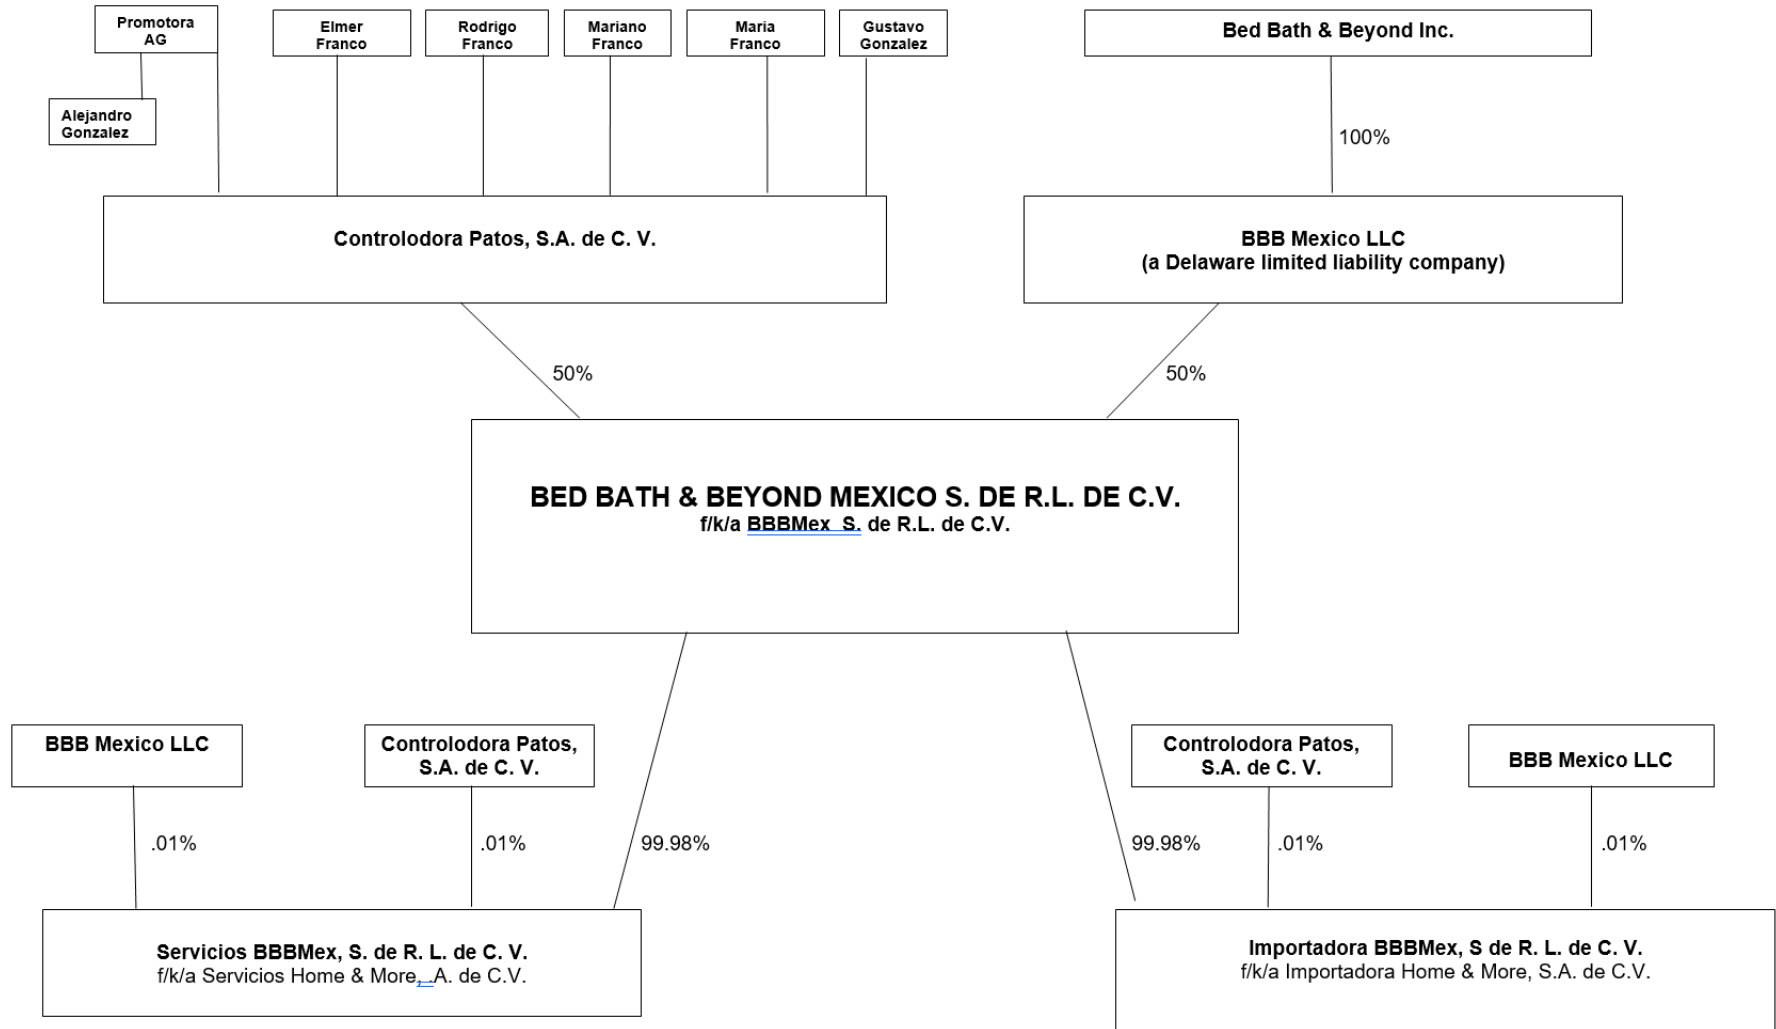 Promotora
AG
Elmer
Franco
Rodrigo
Franco
Mariano
Franco
Maria
Franco
Gustavo
Gonzalez
Bed Bath & Beyond Inc.
Alejandro
Gonzalez
100%
Controlodora Patos, S.A. de C. V.
BBB Mexico LLC
(a Delaware limited liability company)
50%
50%
BED BATH & BEYOND MEXICO S. DE R.L. DE C.V.
f/k/a BBBMex S. de R.L. de C.V.
BBB Mexico LLC
Controlodora Patos,
S.A. de C. V.
Controlodora Patos,
S.A. de C. V.
BBB Mexico LLC
.01%
.01%
99.98%
99.98%
.01%
.01%
Servicios BBBMex, S. de R. L. de C. V.
f/k/a Servicios Home & More, .A. de C.V.
Importadora BBBMex, S de R. L. de C. V.
f/k/a Importadora Home & More, S.A. de C.V.